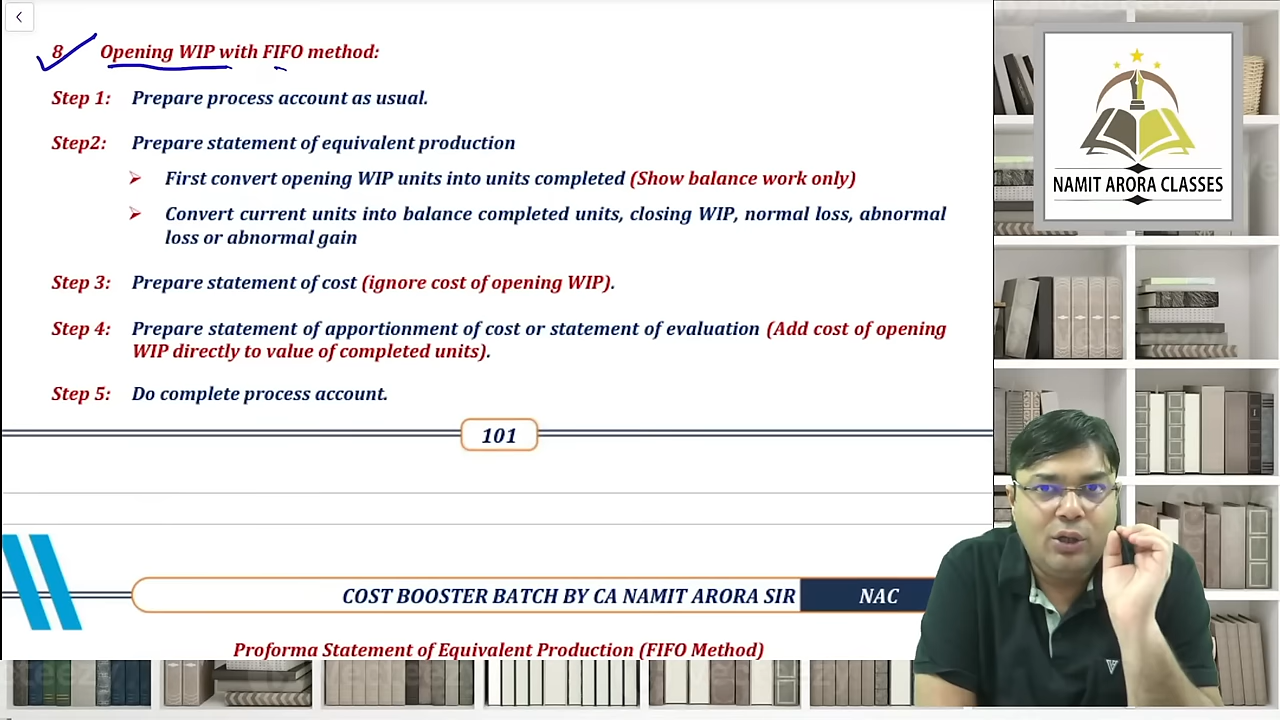 8 Opening WIP with FIFO method:
Step 1: Prepare process account as usual.
Step2: Prepare statement of equivalent production
First convert opening WIP units into units completed (Show balance work only)
Convert current units into balance completed units, closing WIP, normal loss, abnormal
loss or abnormal gain
Step 3: Prepare statement of cost (ignore cost of opening WIP).
Step 4: Prepare statement of apportionment of cost or statement of evaluation (Add cost of opening
WIP directly to value of completed units).
Step 5: Do complete process account.
101
COST BOOSTER BATCH BY CA NAMIT ARORA SIR NAC
Proforma Statement of Equivalent Production (FIFO Method)
NAMIT ARORA CLASSES